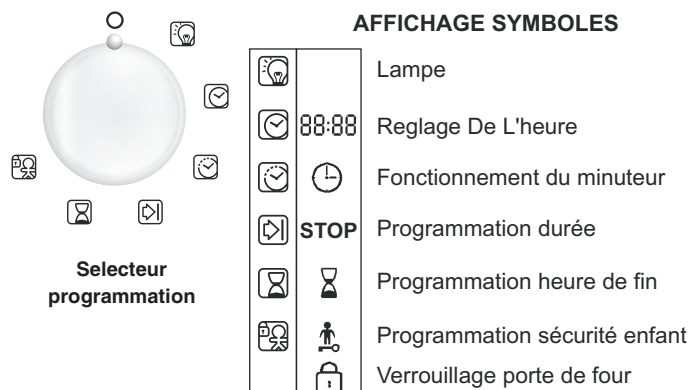 AFFICHAGE SYMBOLES
Lampe
88:88 Reglage De L'heure
Fonctionnement du minuteur
STOP Programmation durée
Programmation heure de fin
Programmation sécurité enfant
Verrouillage porte de four
Selecteur
programmation